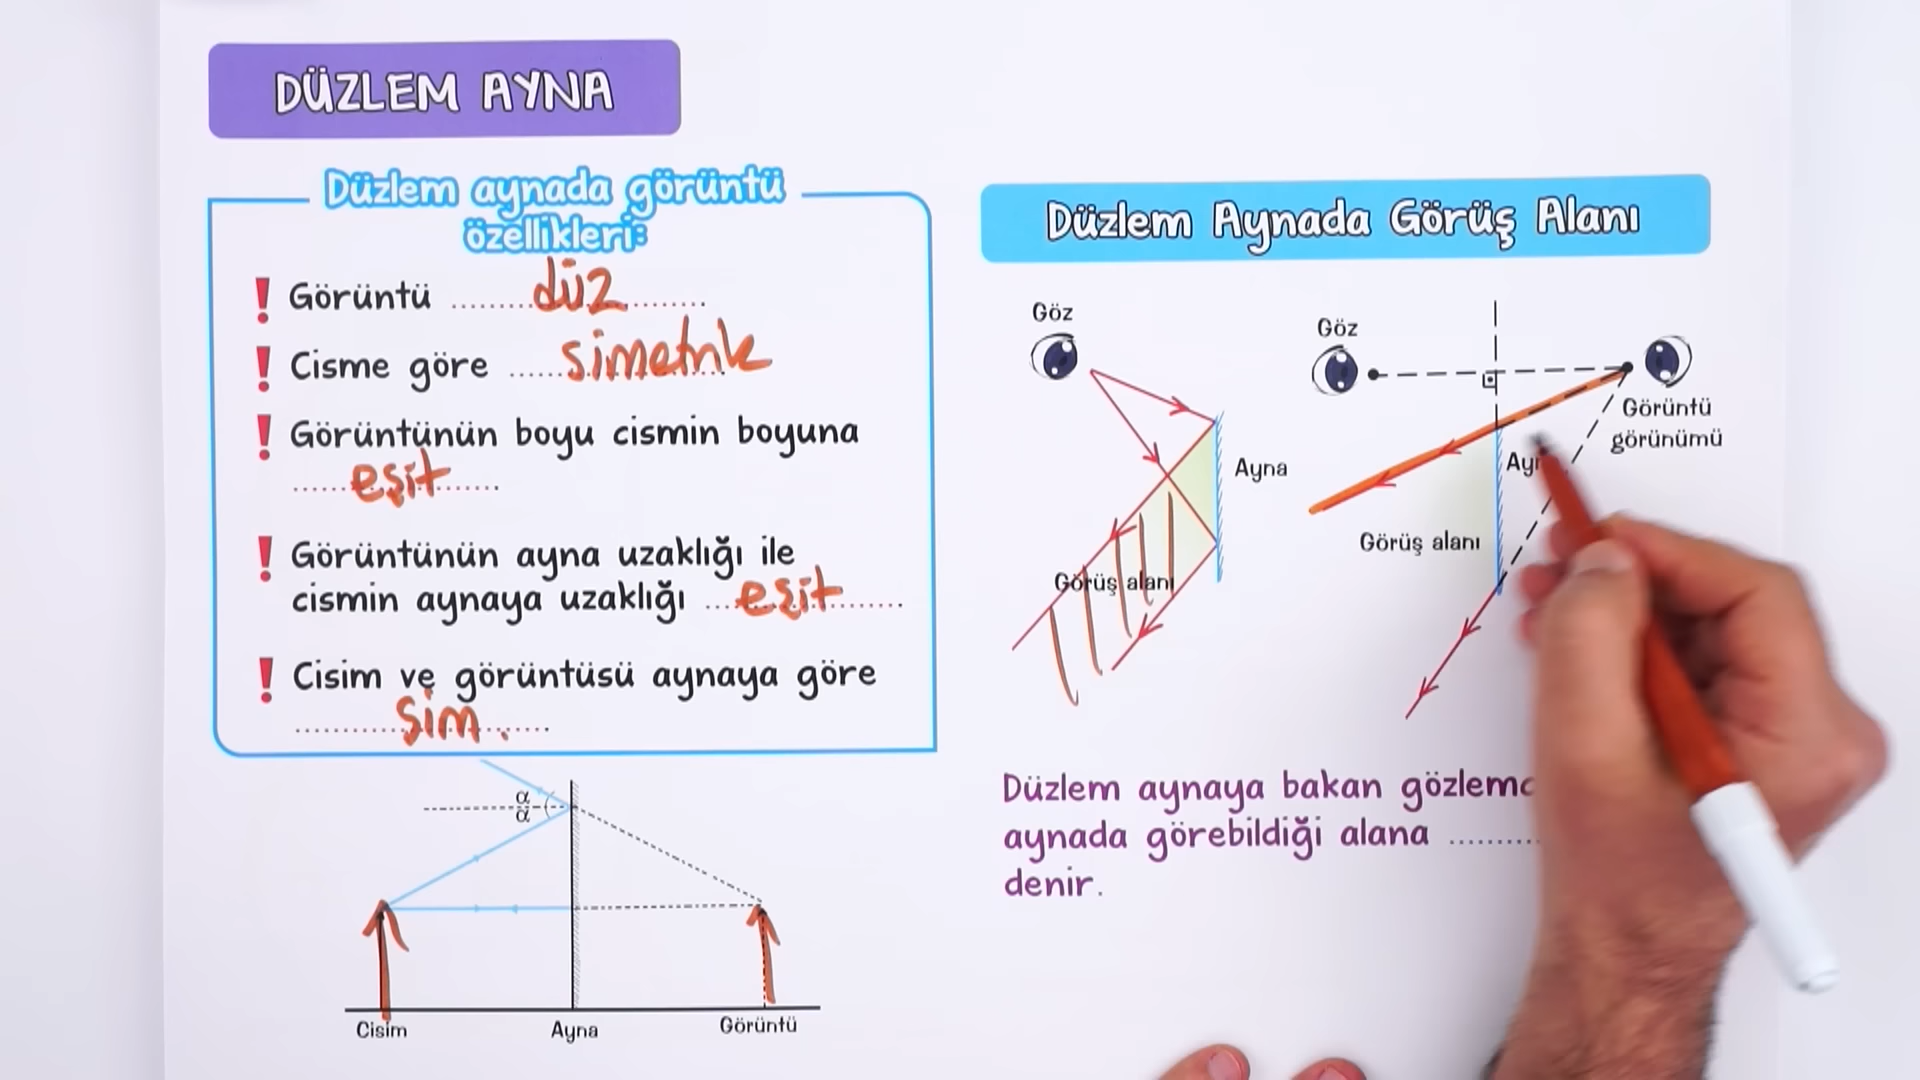 DÜZLEM AYNA
Düzlem aynada görüntü
özellikleri:
! Görüntü ........düz........
! Cisme göre ......simetrik
! Görüntünün boyu cismin boyuna
......eşit......
! Görüntünün ayna uzaklığı ile
cismin aynaya uzaklığı ...eşit......
! Cisim ve görüntüsü aynaya göre
..........sim. ....
α
α
Cisim
Ayna
Görüntü
Düzlem Aynada Görüş Alanı
Göz
Ayna
Görüş alanı
Göz
Görüntü
görünümü
Görüş alanı
Düzlem aynaya bakan
aynada görebildiği alana .........
denir.